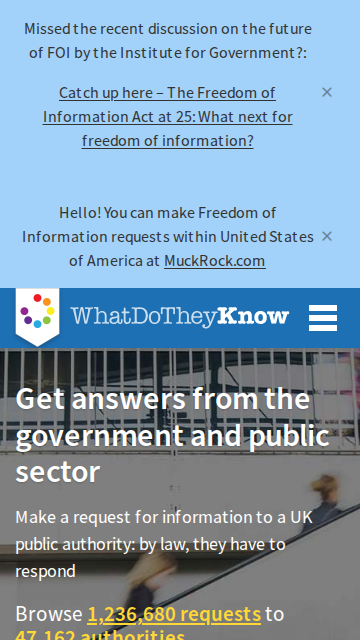 Missed the recent discussion on the future
of FOI by the Institute for Government?:
Catch up here – The Freedom of
Information Act at 25: What next for
freedom of information?
×
Hello! You can make Freedom of
Information requests within United States
of America at MuckRock.com
×
WhatDoTheyKnow
Get answers from the
government and public
sector
Make a request for information to a UK
public authority: by law, they have to
respond
Browse 1,236,680 requests to
47,162 authorities